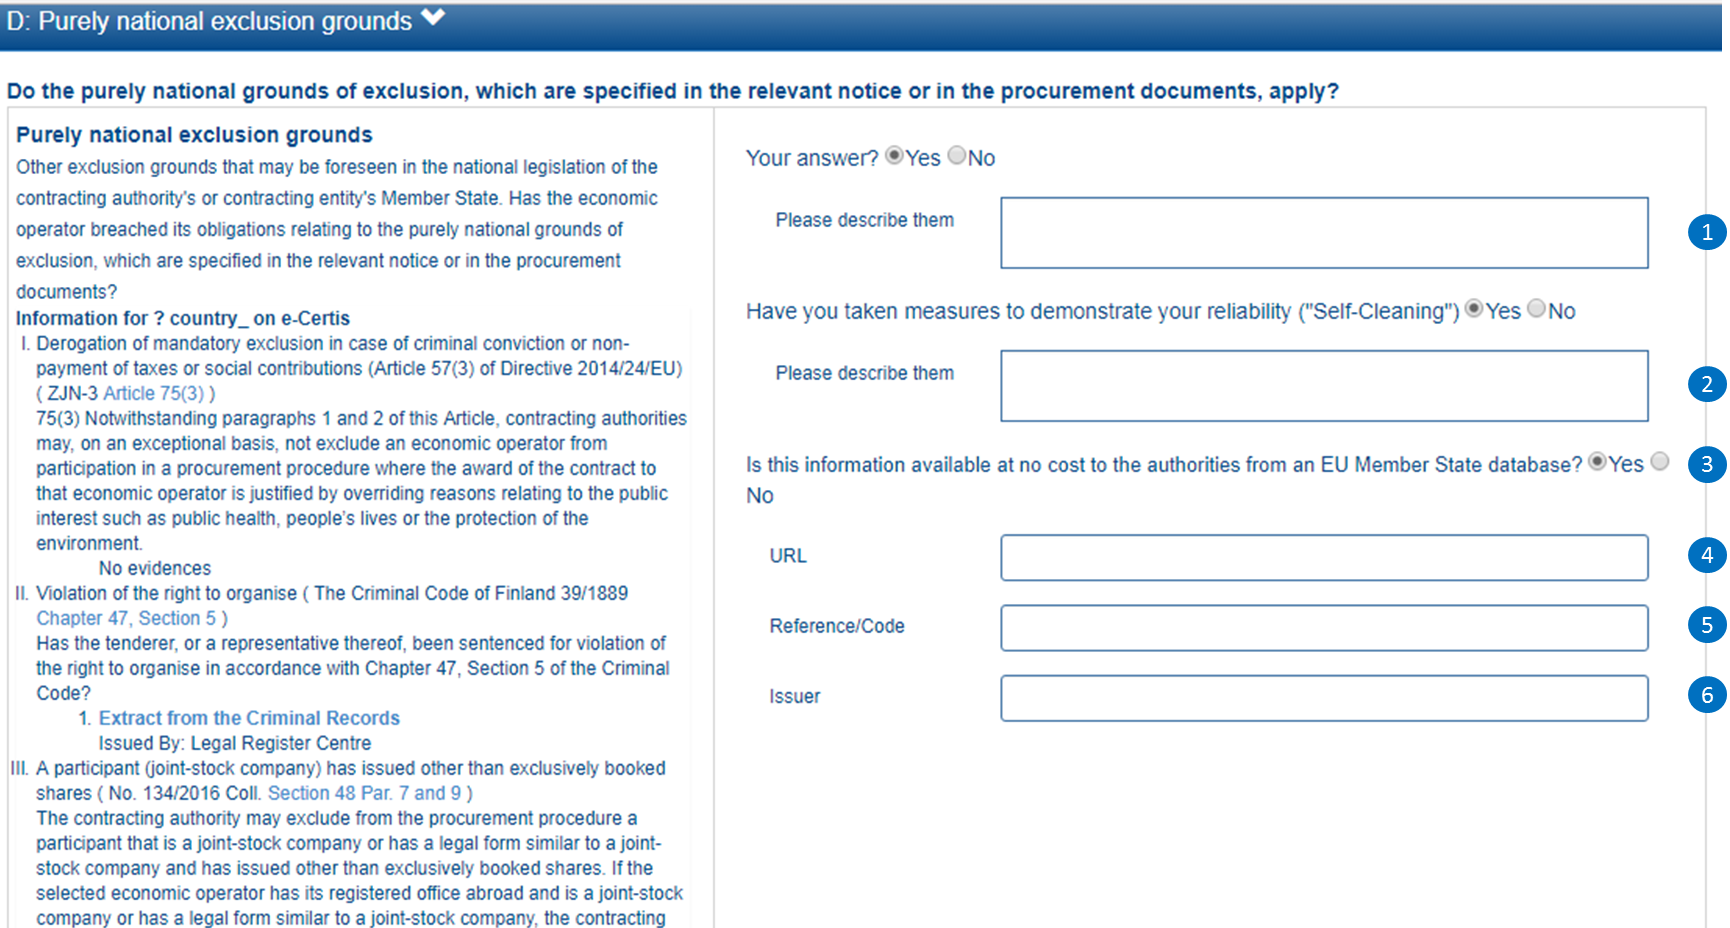 D: Purely national exclusion grounds
Do the purely national grounds of exclusion, which are specified in the relevant notice or in the procurement documents, apply?
Purely national exclusion grounds
Other exclusion grounds that may be foreseen in the national legislation of the
contracting authority's or contracting entity's Member State. Has the economic
operator breached its obligations relating to the purely national grounds of
exclusion, which are specified in the relevant notice or in the procurement
documents?
Information for ? country_ on e-Certis
I. Derogation of mandatory exclusion in case of criminal conviction or non-
payment of taxes or social contributions (Article 57(3) of Directive 2014/24/EU)
( ZJN-3 Article 75(3) )
75(3) Notwithstanding paragraphs 1 and 2 of this Article, contracting authorities
may, on an exceptional basis, not exclude an economic operator from
participation in a procurement procedure where the award of the contract to
that economic operator is justified by overriding reasons relating to the public
interest such as public health, people's lives or the protection of the
environment.
No evidences
II. Violation of the right to organise ( The Criminal Code of Finland 39/1889
Chapter 47, Section 5 )
Has the tenderer, or a representative thereof, been sentenced for violation of
the right to organise in accordance with Chapter 47, Section 5 of the Criminal
Code?
1. Extract from the Criminal Records
Issued By: Legal Register Centre
III. A participant (joint-stock company) has issued other than exclusively booked
shares ( No. 134/2016 Coll. Section 48 Par. 7 and 9 )
The contracting authority may exclude from the procurement procedure a
participant that is a joint-stock company or has a legal form similar to a joint-
stock company and has issued other than exclusively booked shares. If the
selected economic operator has its registered office abroad and is a joint-stock
company or has a legal form similar to a joint-stock company, the contracting
Your answer? Yes No
Please describe them
1
Have you taken measures to demonstrate your reliability ("Self-Cleaning") Yes No
Please describe them
2
Is this information available at no cost to the authorities from an EU Member State database? Yes
3
No
URL
4
Reference/Code
5
Issuer
6